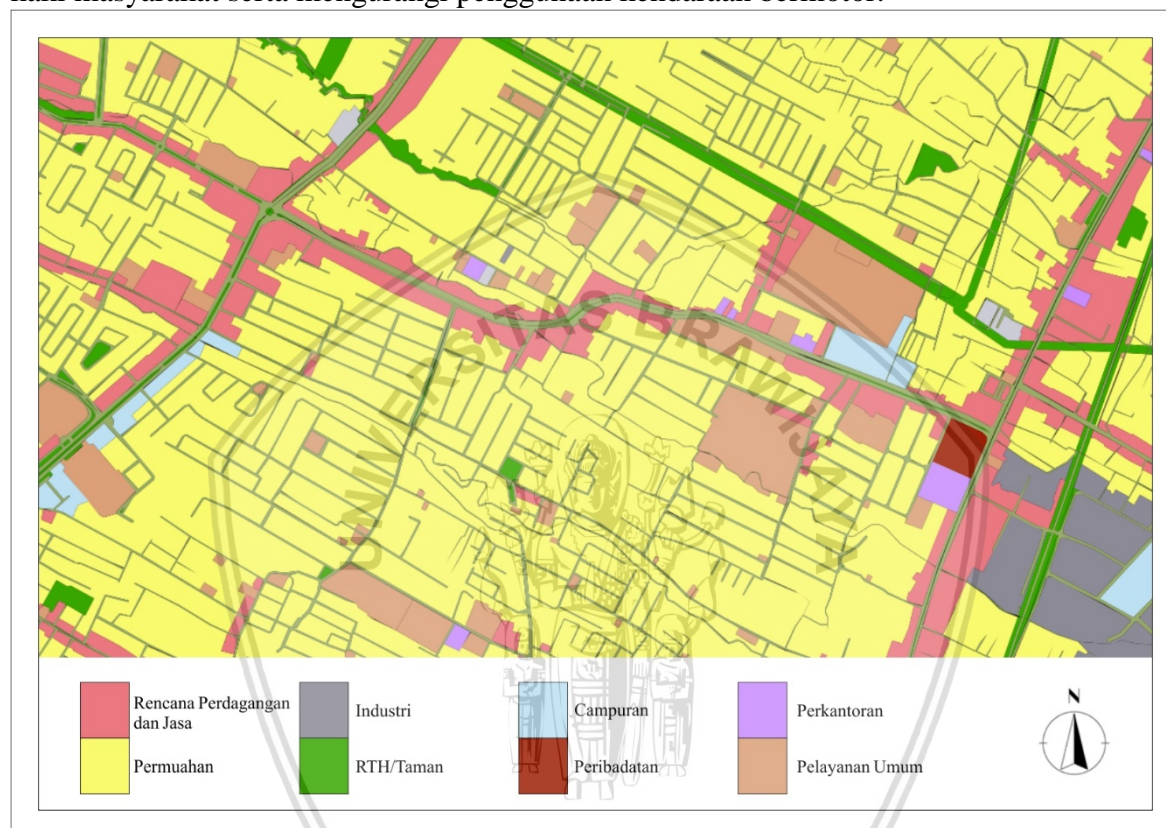 naki masyarakat serta mengurangi penggunaan kendaraan bermotor.
UNIVERSITAS BRAWIJAYA
Rencana Perdagangan
dan Jasa
Industri
Campuran
Perkantoran
Permuahan
RTH/Taman
Peribadatan
Pelayanan Umum
N